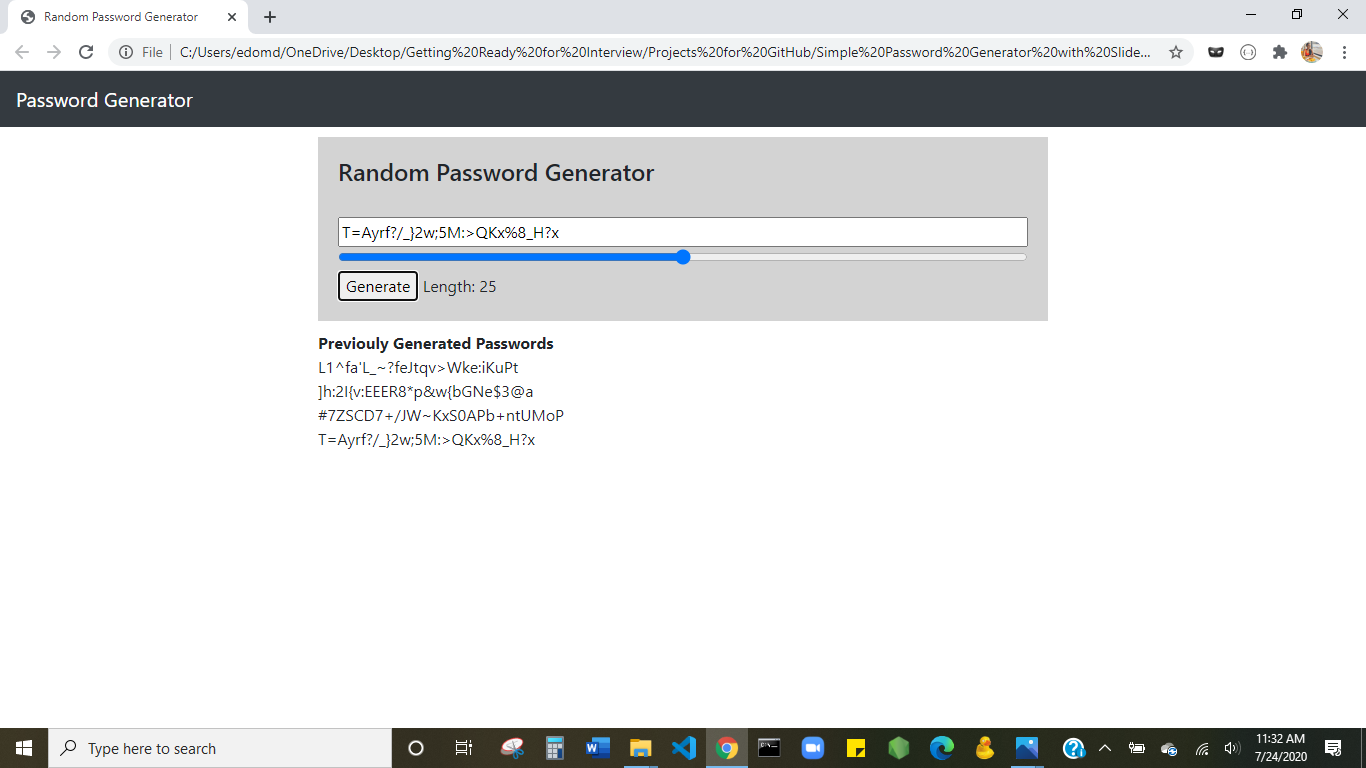 Random Password Generator
File
C:/Users/edomd/OneDrive/Desktop/Getting%20Ready%20for%20Interview/Projects%20for%20GitHub/Simple%20Password%20Generator%20with%20Slide...
Password Generator
Random Password Generator
T=Ayrf?/_}2w;5M:>QKx%8_H?x
Generate Length: 25
Previouly Generated Passwords
L1^fa'L_~?feJtqv>Wke:iKuPt
]h:2I{v:EEER8*p&w{bGNe$3@a
#7ZSCD7+/JW~KxS0APb+ntUMoP
T=Ayrf?/_}2w;5M:>QKx%8_H?x
Type here to search
11:32 AM
7/24/2020